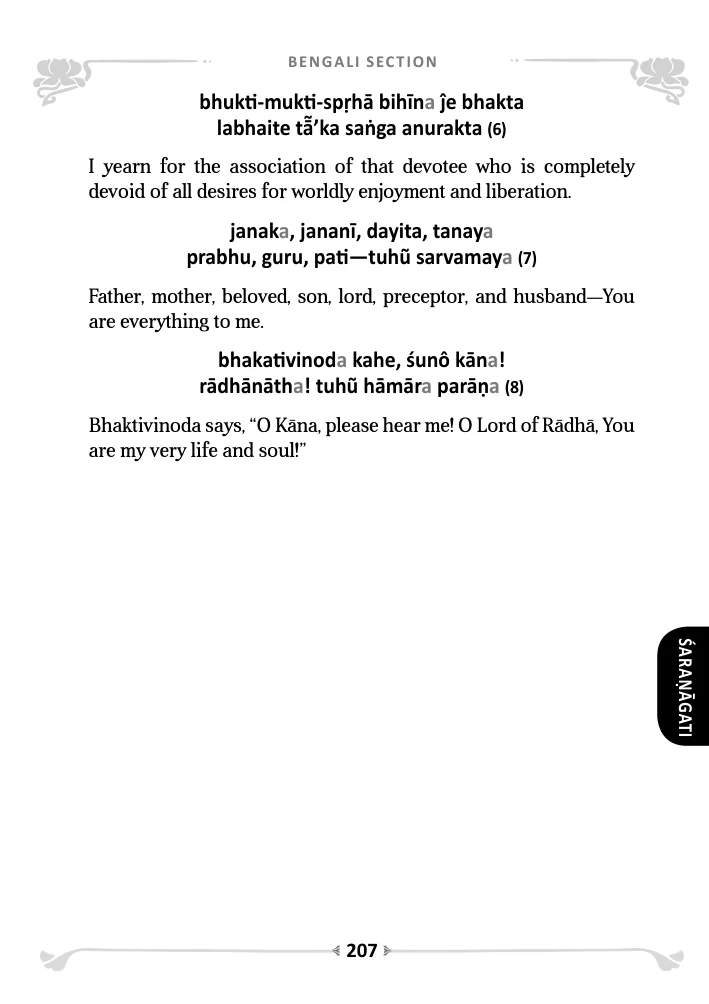 BENGALI SECTION
bhukti-mukti-spṛhā bihīna ĵe bhakta
labhaite tā̃’ka saṅga anurakta (6)
I yearn for the association of that devotee who is completely
devoid of all desires for worldly enjoyment and liberation.
janaka, jananī, dayita, tanaya
prabhu, guru, pati—tuhũ sarvamaya (7)
Father, mother, beloved, son, lord, preceptor, and husband—You
are everything to me.
bhakativinoda kahe, śunô kāna!
rādhānātha! tuhũ hāmāra parāṇa (8)
Bhaktivinoda says, “O Kāna, please hear me! O Lord of Rādhā, You
are my very life and soul!”
ŚARAṆĀGATI
207